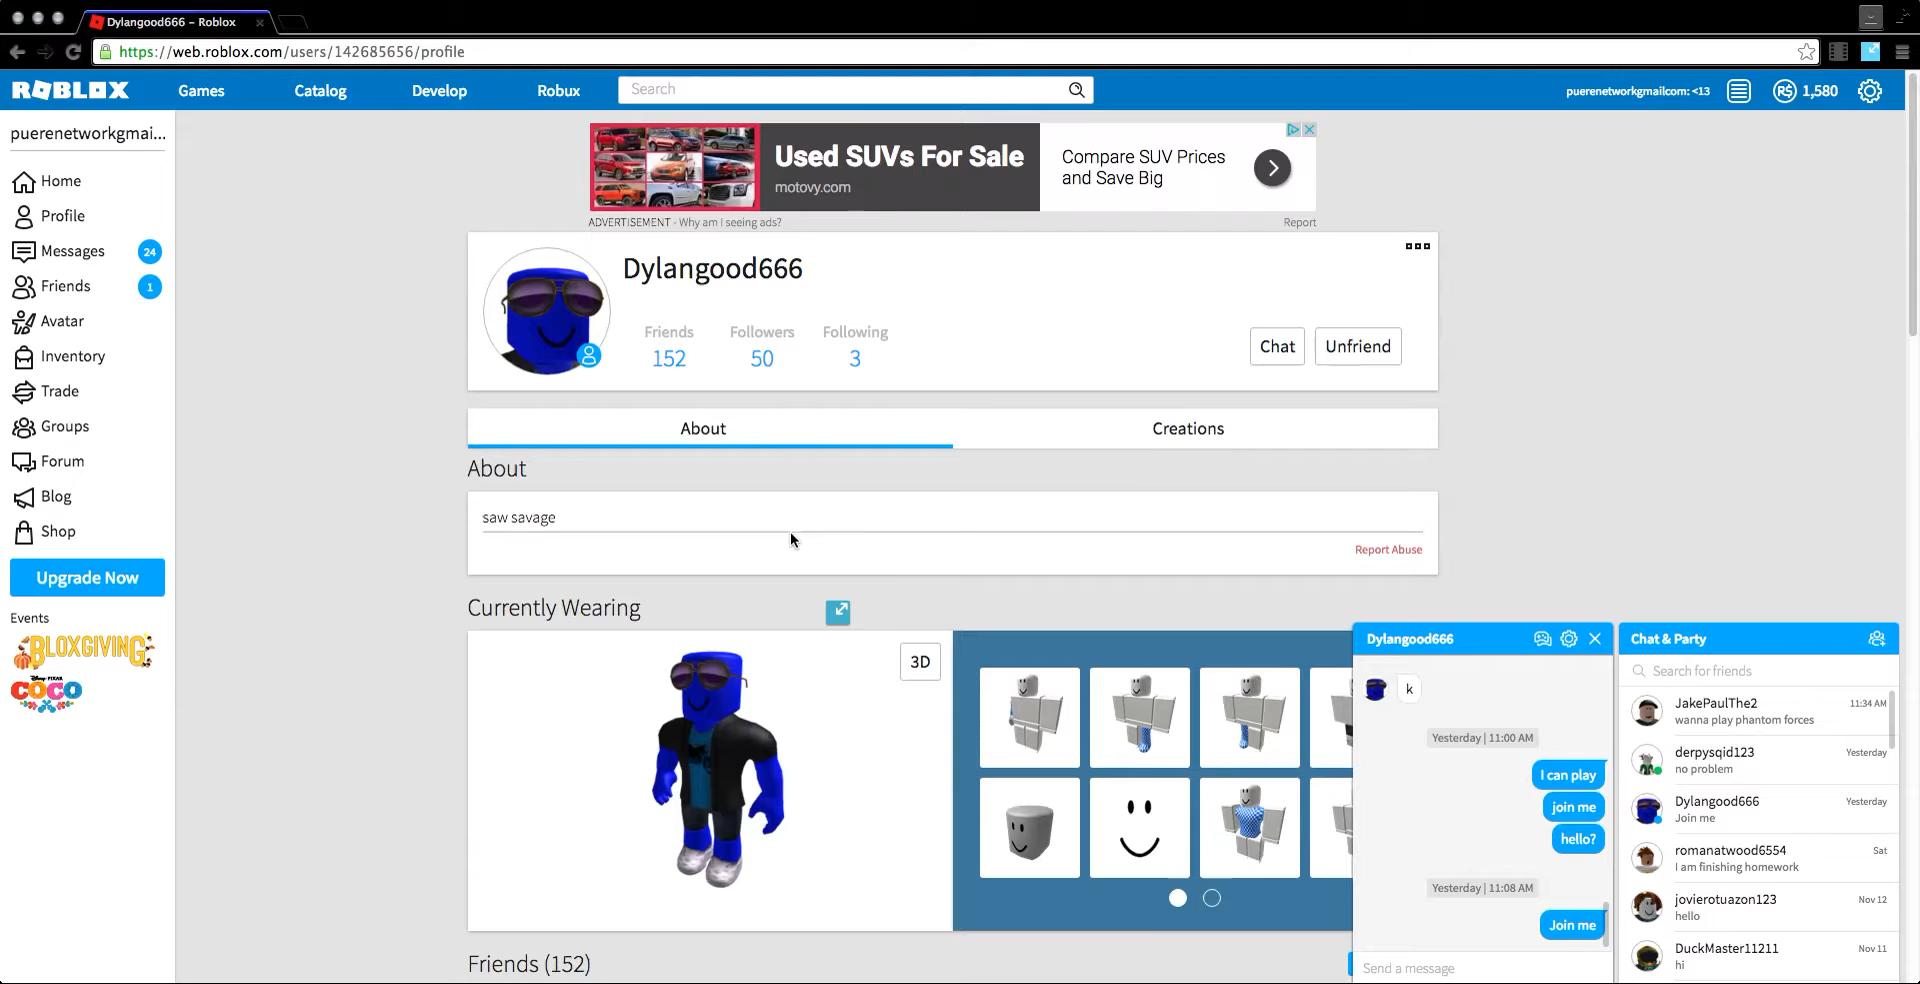 Dylangood666 – Roblox
https://web.roblox.com/users/142685656/profile
ROBLOX
Games
Catalog
Develop
Robux
Search
puerenetworkgmailcom: <13
R$ 1,580
puerenetworkgmai...
Home
Profile
Messages 24
Friends 1
Avatar
Inventory
Trade
Groups
Forum
Blog
Shop
Upgrade Now
Events
BLOXGIVING
Disney PIXAR
COCO
Used SUVs For Sale
motovy.com
Compare SUV Prices
and Save Big
ADVERTISEMENT - Why am I seeing ads?
Report
Dylangood666
Friends
152
Followers
50
Following
3
Chat
Unfriend
About
Creations
About
saw savage
Report Abuse
Currently Wearing
3D
Friends (152)
Dylangood666
k
Yesterday | 11:00 AM
I can play
join me
hello?
Yesterday | 11:08 AM
Join me
Send a message
Chat & Party
Search for friends
JakePaulThe2 11:34 AM
wanna play phantom forces
derpysqid123 Yesterday
no problem
Dylangood666 Yesterday
Join me
romanatwood6554 Sat
I am finishing homework
jovierotuazon123 Nov 12
hello
DuckMaster11211 Nov 11
hi